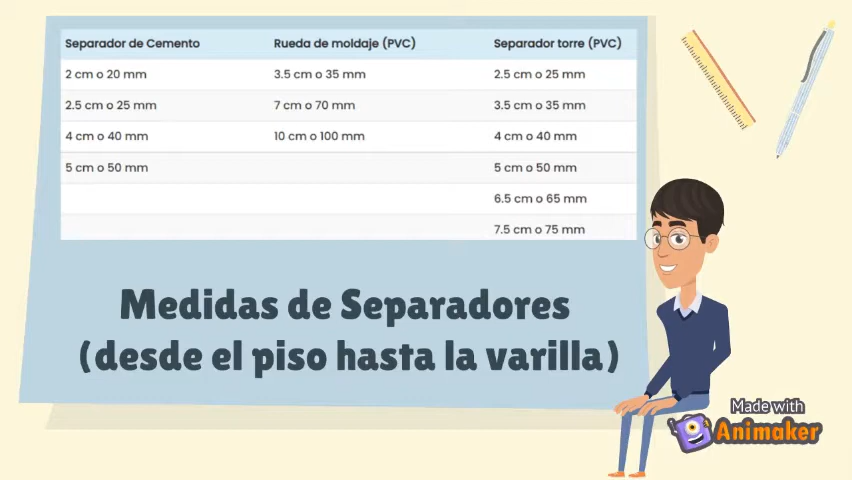 Separador de Cemento Rueda de moldaje (PVC) Separador torre (PVC)
2 cm o 20 mm 3.5 cm o 35 mm 2.5 cm o 25 mm
2.5 cm o 25 mm 7 cm o 70 mm 3.5 cm o 35 mm
4 cm o 40 mm 10 cm o 100 mm 4 cm o 40 mm
5 cm o 50 mm 5 cm o 50 mm
6.5 cm o 65 mm
7.5 cm o 75 mm
Medidas de Separadores
(desde el piso hasta la varilla)
Made with
Animaker